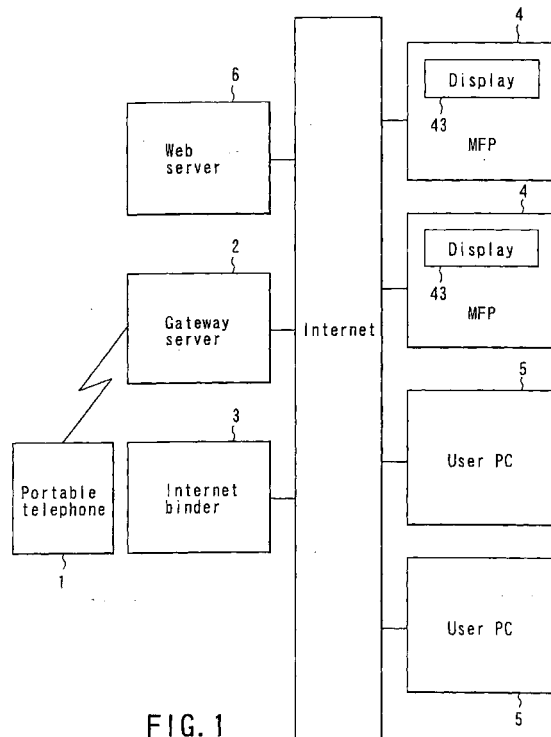 4
Display
43
MFP
6
Web
server
4
Display
43
MFP
2
Gateway
server
Internet
5
User PC
3
Portable
telephone
Internet
binder
1
User PC
5
FIG. 1